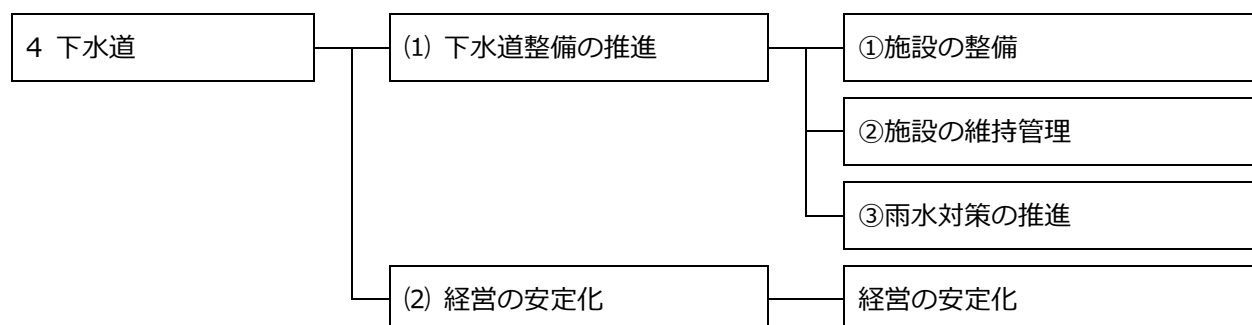 4 下水道
⑴ 下水道整備の推進
①施設の整備
②施設の維持管理
③雨水対策の推進
⑵ 経営の安定化
経営の安定化